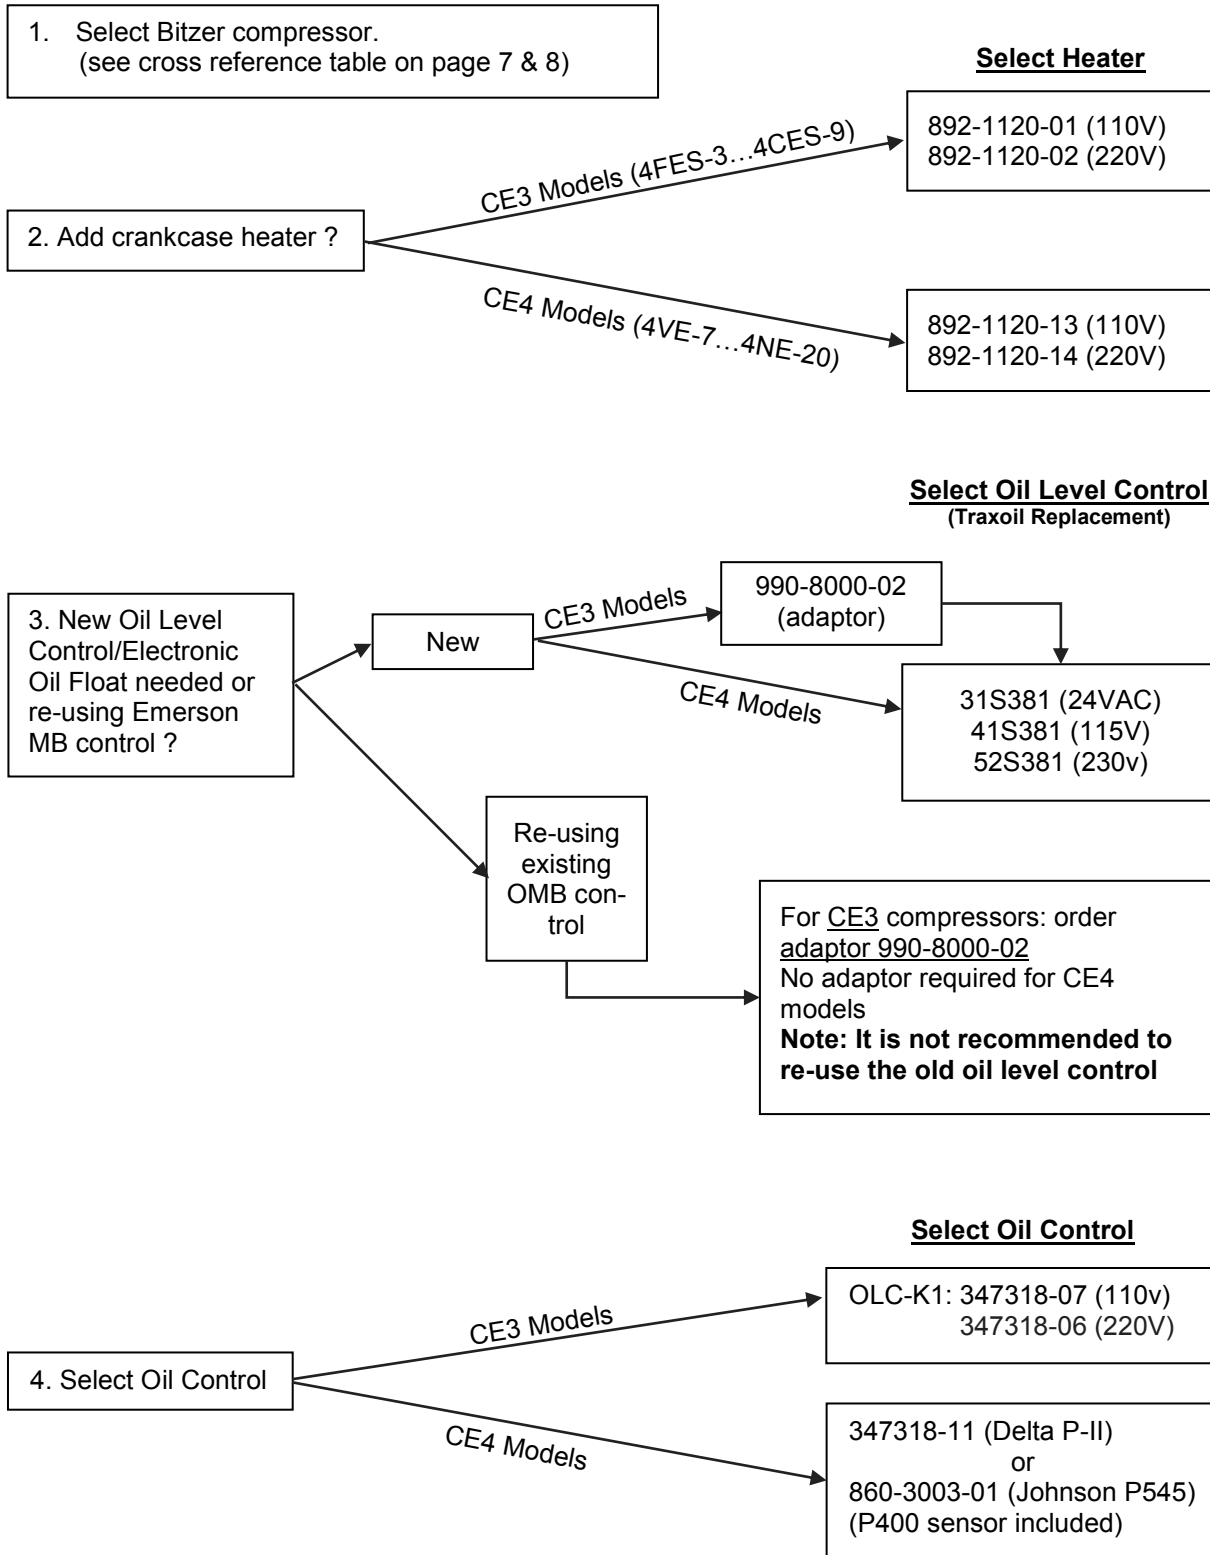 1. Select Bitzer compressor.
(see cross reference table on page 7 & 8)
Select Heater
892-1120-01 (110V)
892-1120-02 (220V)
CE3 Models (4FES-3…4CES-9)
2. Add crankcase heater ?
CE4 Models (4VE-7…4NE-20)
892-1120-13 (110V)
892-1120-14 (220V)
Select Oil Level Control
(Traxoil Replacement)
3. New Oil Level
Control/Electronic
Oil Float needed or
re-using Emerson
MB control ?
New
CE3 Models
990-8000-02
(adaptor)
CE4 Models
31S381 (24VAC)
41S381 (115V)
52S381 (230v)
Re-using
existing
OMB con-
trol
For CE3 compressors: order
adaptor 990-8000-02
No adaptor required for CE4
models
Note: It is not recommended to
re-use the old oil level control
Select Oil Control
4. Select Oil Control
CE3 Models
OLC-K1: 347318-07 (110v)
347318-06 (220V)
CE4 Models
347318-11 (Delta P-II)
or
860-3003-01 (Johnson P545)
(P400 sensor included)